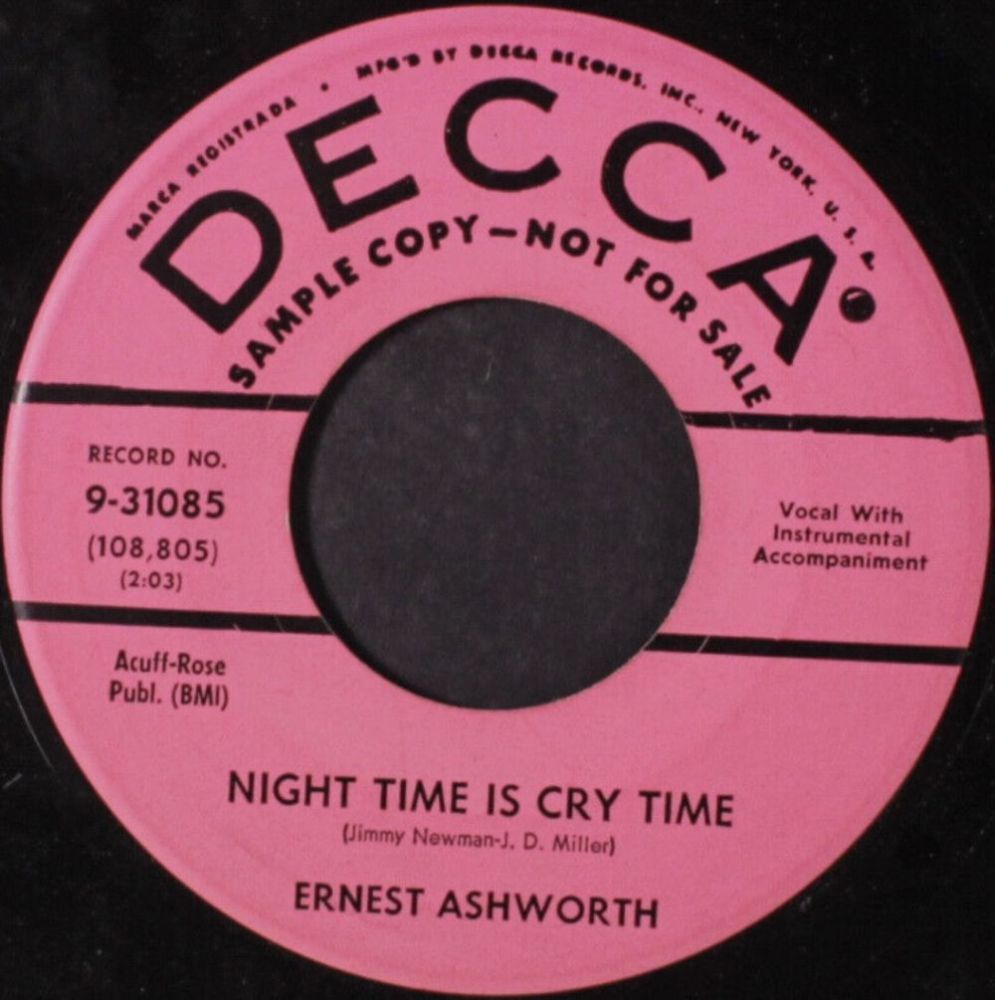 MARCA REGISTRADA • MFG'D BY DECCA RECORDS, INC., NEW YORK, U. S. A.
DECCA
SAMPLE COPY—NOT FOR SALE
RECORD NO.
9-31085
(108,805)
(2:03)
Vocal With
Instrumental
Accompaniment
Acuff-Rose
Publ. (BMI)
NIGHT TIME IS CRY TIME
(Jimmy Newman-J. D. Miller)
ERNEST ASHWORTH